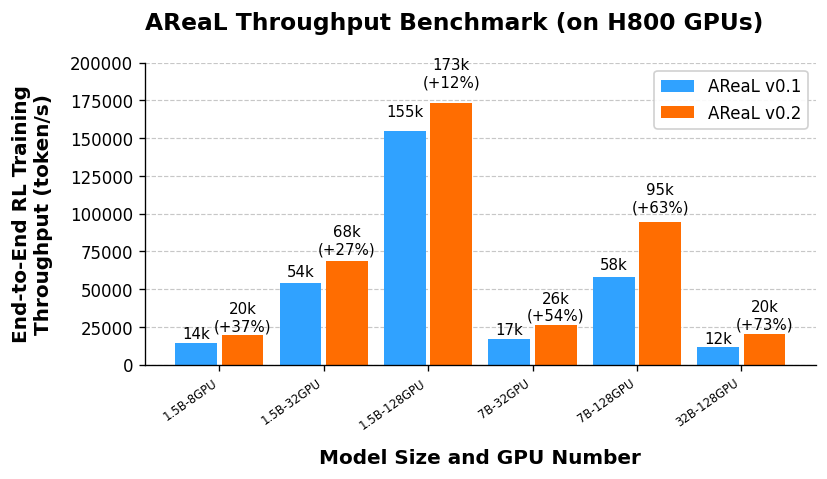 AReaL Throughput Benchmark (on H800 GPUs)
End-to-End RL Training
Throughput (token/s)
200000
175000
150000
125000
100000
75000
50000
25000
0
AReaL v0.1
AReaL v0.2
14k
20k
(+37%)
54k
68k
(+27%)
155k
173k
(+12%)
17k
26k
(+54%)
58k
95k
(+63%)
12k
20k
(+73%)
1.5B-8GPU
1.5B-32GPU
1.5B-128GPU
7B-32GPU
7B-128GPU
32B-128GPU
Model Size and GPU Number